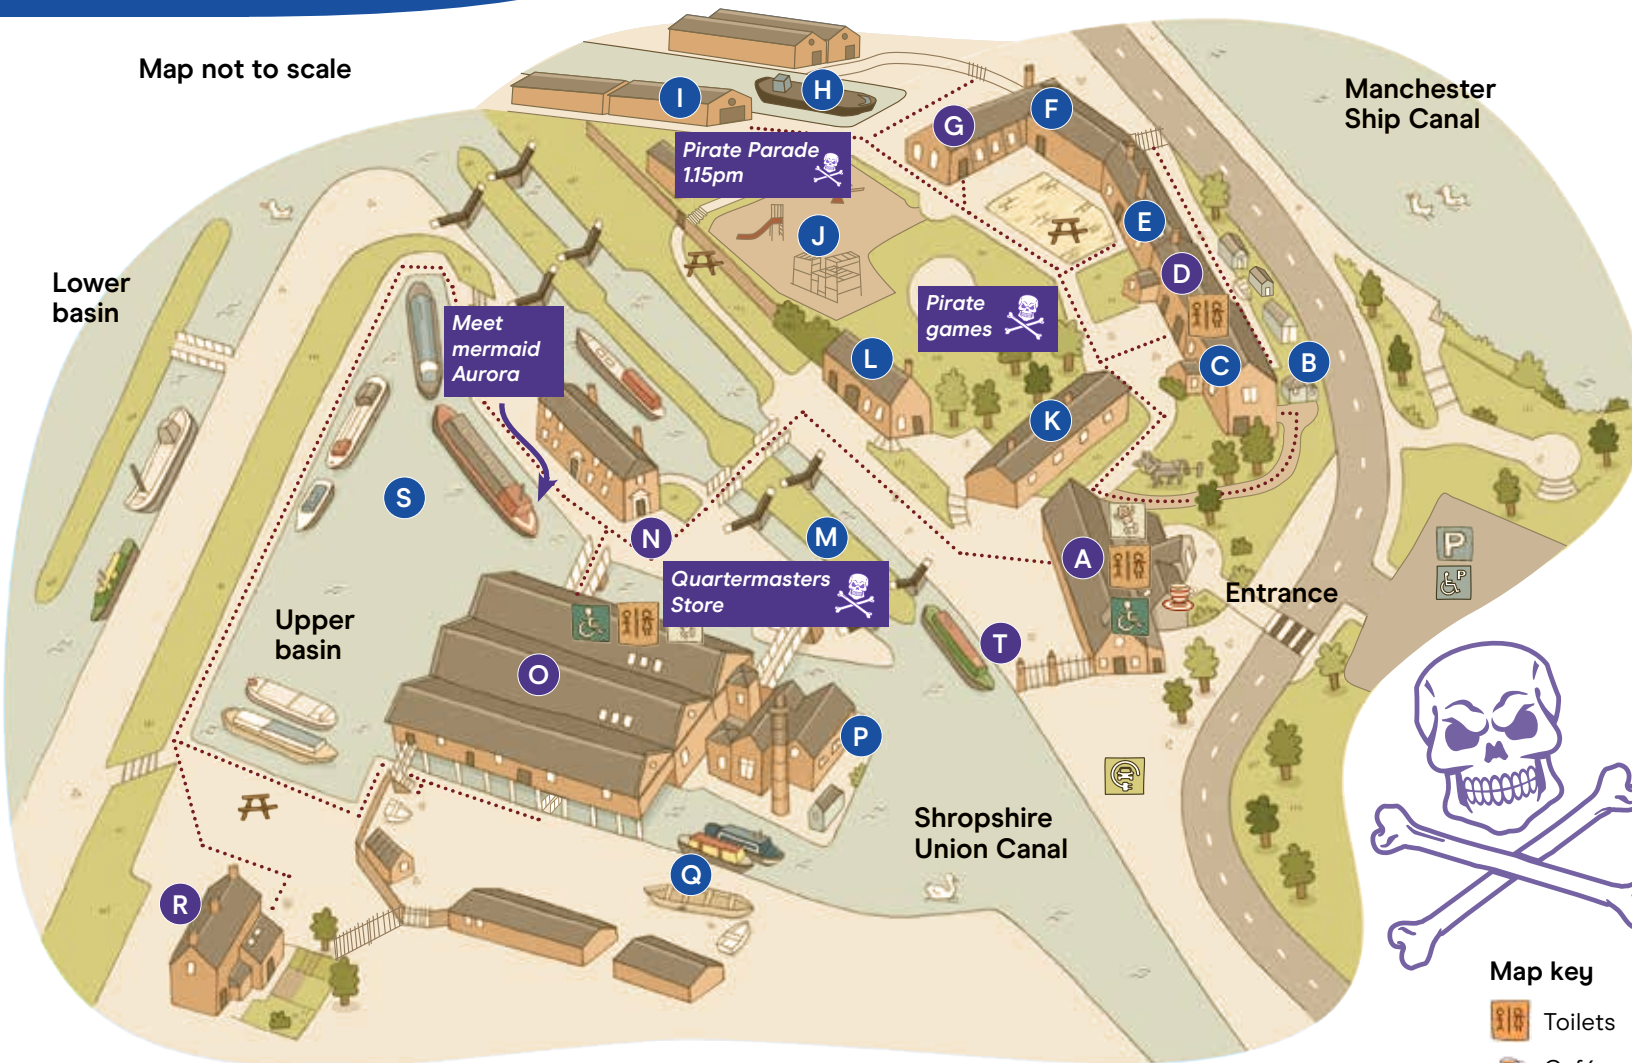 Map not to scale
Manchester
Ship Canal
I
H
G
F
Pirate Parade
1.15pm
J
E
D
Lower
basin
Meet
mermaid
Aurora
Pirate
games
L
C
B
K
S
N
M
A
Quartermasters
Store
Entrance
P
P
Upper
basin
O
T
P
Shropshire
Union Canal
Q
R
Map key
Toilets
Café